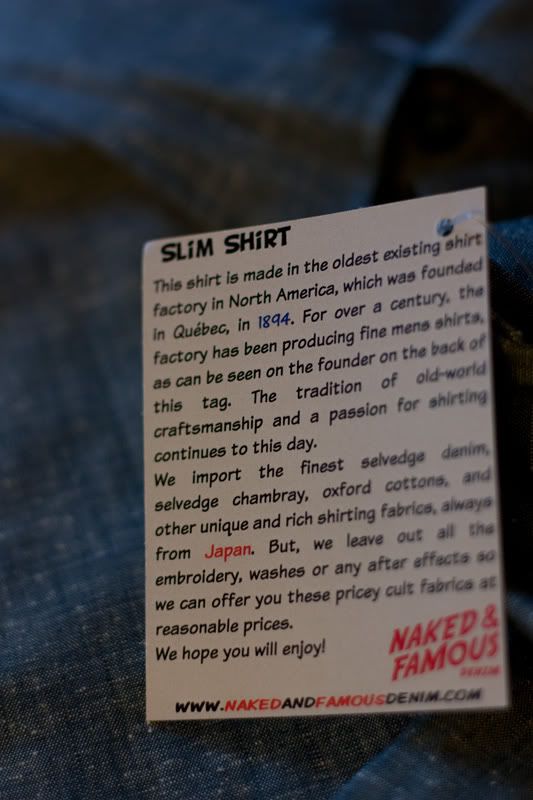 SLiM SHiRT
This shirt is made in the oldest existing shirt
factory in North America, which was founded
in Québec, in 1894. For over a century, the
factory has been producing fine mens shirts,
as can be seen on the founder on the back of
this tag. The tradition of old-world
craftsmanship and a passion for shirting
continues to this day.
We import the finest selvedge denim,
selvedge chambray, oxford cottons, and
other unique and rich shirting fabrics, always
from Japan. But, we leave out all the
embroidery, washes or any after effects so
we can offer you these pricey cult fabrics at
reasonable prices.
We hope you will enjoy!
NAKED &
FAMOUS
DENIM
WWW.NAKEDANDFAMOUSDENIM.COM